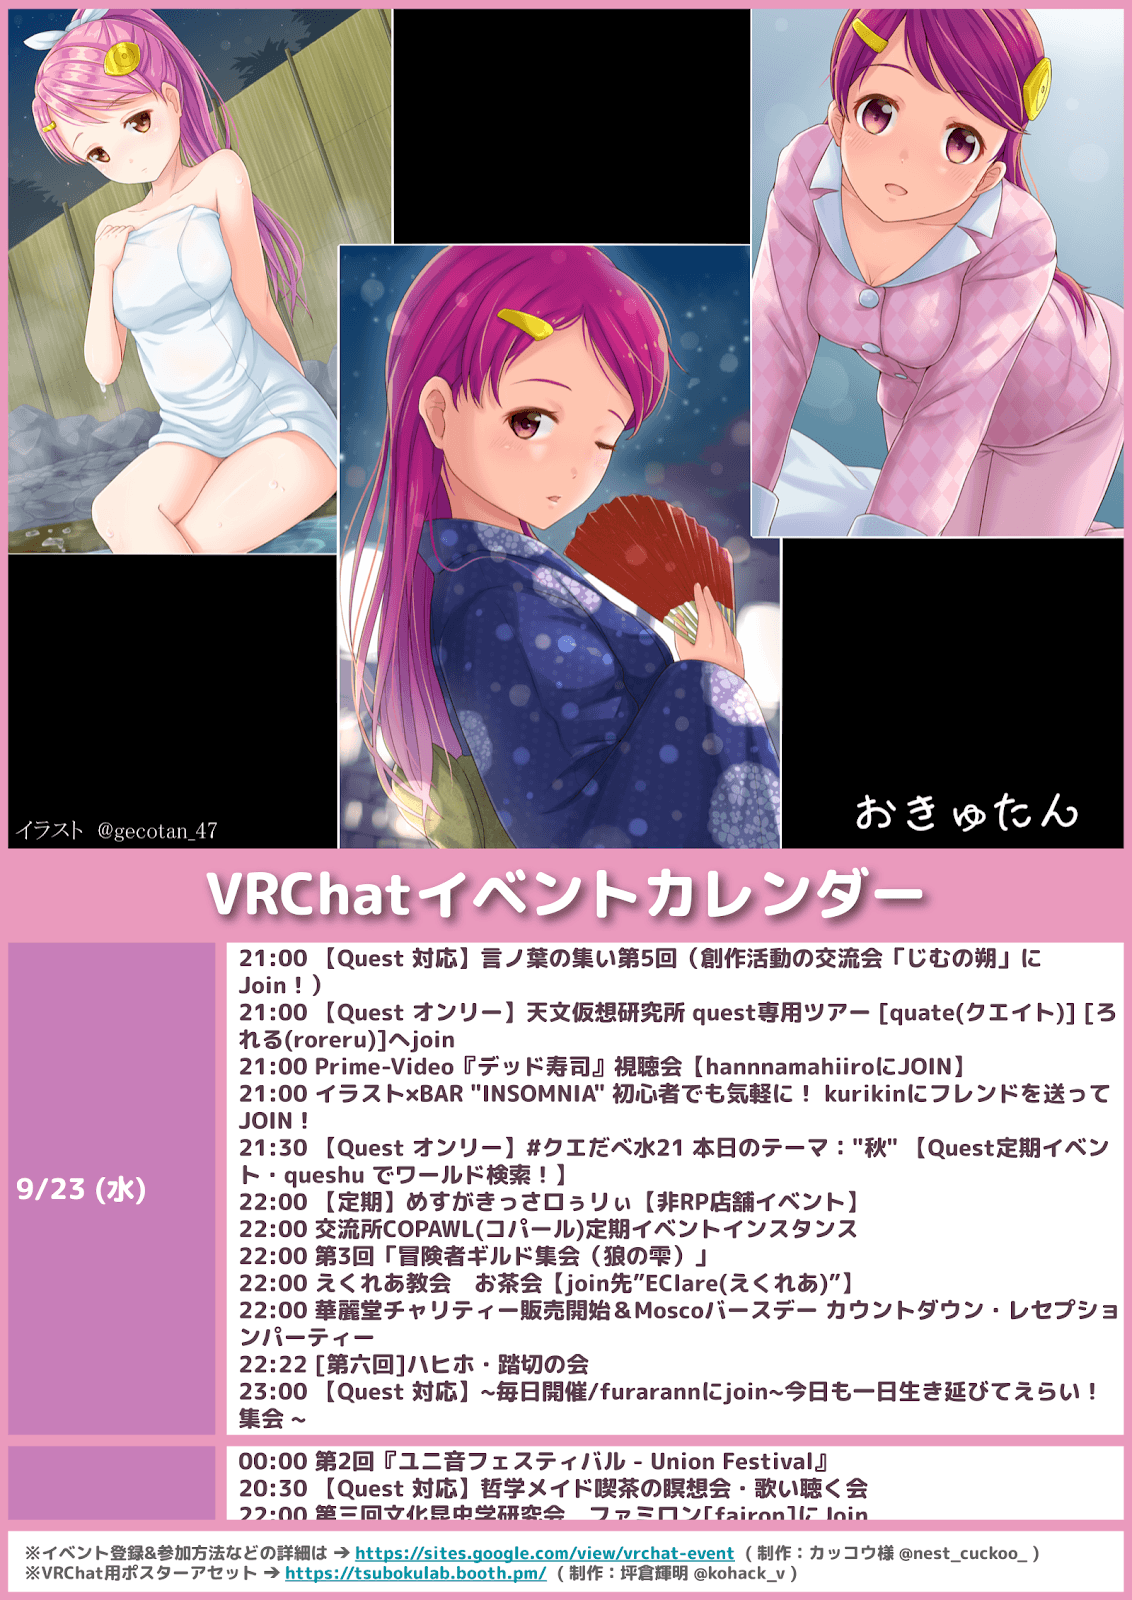 イラスト @gecotan_47
おきゅたん
VRChatイベントカレンダー
9/23 (水)
21:00 【Quest 対応】言ノ葉の集い第5回（創作活動の交流会「じむの朔」に
Join！）
21:00 【Quest オンリー】天文仮想研究所 quest専用ツアー [quate(クエイト)] [ろ
れる(roreru)]へjoin
21:00 Prime-Video『デッド寿司』視聴会【hannnamahiiroにJOIN】
21:00 イラスト×BAR "INSOMNIA" 初心者でも気軽に！ kurikinにフレンドを送って
JOIN！
21:30 【Quest オンリー】#クエだべ水21 本日のテーマ："秋" 【Quest定期イベン
ト・queshu でワールド検索！】
22:00 【定期】めすがきっさロぅリぃ【非RP店舗イベント】
22:00 交流所COPAWL(コパール)定期イベントインスタンス
22:00 第3回「冒険者ギルド集会（狼の雫）」
22:00 えくれあ教会　お茶会【join先”EClare(えくれあ)”】
22:00 華麗堂チャリティー販売開始＆Moscoバースデー カウントダウン・レセプショ
ンパーティー
22:22 [第六回]ハヒホ・踏切の会
23:00 【Quest 対応】~毎日開催/furarannにjoin~今日も一日生き延びてえらい！
集会 ~
00:00 第2回『ユニ音フェスティバル - Union Festival』
20:30 【Quest 対応】哲学メイド喫茶の瞑想会・歌い聴く会
22:00 第三回文化昆虫学研究会　ファミロン[fairon]に Join
※イベント登録&参加方法などの詳細は → https://sites.google.com/view/vrchat-event ( 制作：カッコウ様 @nest_cuckoo_ )
※VRChat用ポスターアセット → https://tsubokulab.booth.pm/ ( 制作：坪倉輝明 @kohack_v )